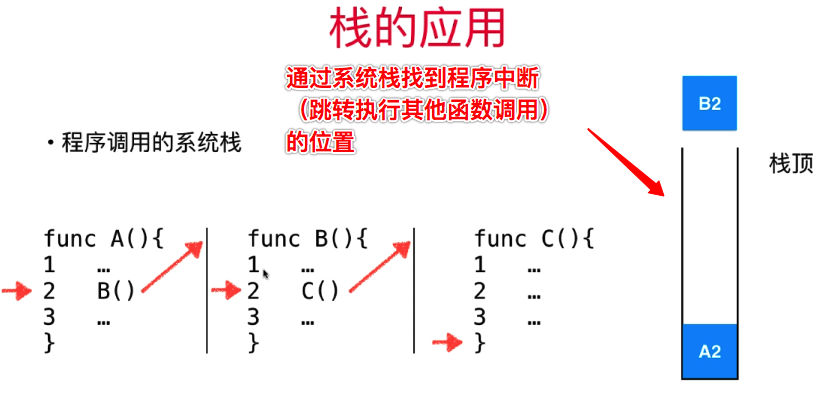 栈的应用
通过系统栈找到程序中断
（跳转执行其他函数调用）
的位置
B2
• 程序调用的系统栈
栈顶
func A(){
1 …
2 B()
3 …
}
func B(){
1 …
2 C()
3 …
}
func C(){
1 …
2 …
3 …
}
A2